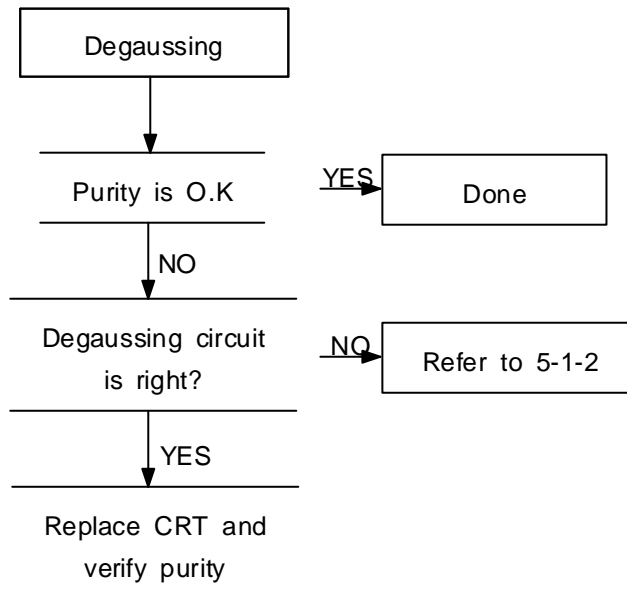 Degaussing
Purity is O.K
YES
Done
NO
Degaussing circuit
is right?
NO
Refer to 5-1-2
YES
Replace CRT and
verify purity